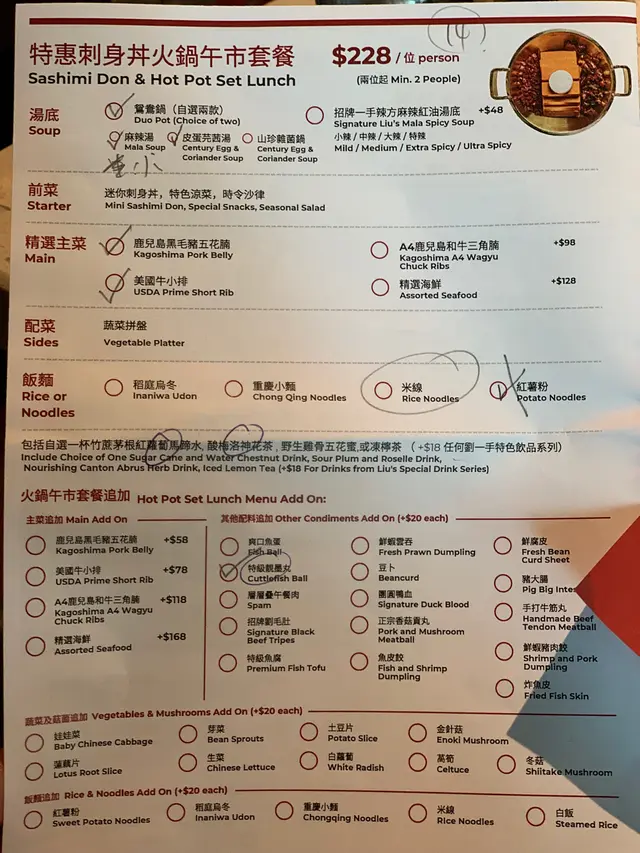 14
特惠刺身丼火鍋午市套餐 $228 / 位 person
Sashimi Don & Hot Pot Set Lunch (兩位起 Min. 2 People)
湯底
Soup
鴛鴦鍋（自選兩款）
Duo Pot (Choice of two)
麻辣湯
Mala Soup
皮蛋芫茜湯
Century Egg &
Coriander Soup
山珍雜菌鍋
Century Egg &
Coriander Soup
招牌一手辣方麻辣紅油湯底 +$48
Signature Liu's Mala Spicy Soup
小辣 / 中辣 / 大辣 / 特辣
Mild / Medium / Extra Spicy / Ultra Spicy
前菜
Starter
迷你刺身丼，特色涼菜，時令沙律
Mini Sashimi Don, Special Snacks, Seasonal Salad
精選主菜
Main
鹿兒島黑毛豬五花腩
Kagoshima Pork Belly
A4鹿兒島和牛三角腩 +$98
Kagoshima A4 Wagyu
Chuck Ribs
美國牛小排
USDA Prime Short Rib
精選海鮮 +$128
Assorted Seafood
配菜
Sides
蔬菜拼盤
Vegetable Platter
飯麵
Rice or
Noodles
稻庭烏冬
Inaniwa Udon
重慶小麵
Chong Qing Noodles
米線
Rice Noodles
紅薯粉
Potato Noodles
包括自選一杯竹蔗茅根紅蘿蔔馬蹄水, 酸梅洛神花茶 , 野生雞骨五花蜜,或凍檸茶 （ +$18 任何劉一手特色飲品系列）
Include Choice of One Sugar Cane and Water Chestnut Drink, Sour Plum and Roselle Drink,
Nourishing Canton Abrus Herb Drink, Iced Lemon Tea (+$18 For Drinks from Liu's Special Drink Series)
火鍋午市套餐追加 Hot Pot Set Lunch Menu Add On:
主菜追加 Main Add On
鹿兒島黑毛豬五花腩 +$58
Kagoshima Pork Belly
美國牛小排 +$78
USDA Prime Short Rib
A4鹿兒島和牛三角腩 +$118
Kagoshima A4 Wagyu
Chuck Ribs
精選海鮮 +$168
Assorted Seafood
其他配料追加 Other Condiments Add On (+$20 each)
爽口魚蛋
Fish Ball
特級靚墨丸
Cuttlefish Ball
層層疊午餐肉
Spam
招牌劉毛肚
Signature Black
Beef Tripes
特級魚腐
Premium Fish Tofu
鮮蝦雲吞
Fresh Prawn Dumpling
豆卜
Beancurd
團圓鴨血
Signature Duck Blood
正宗香菇貢丸
Pork and Mushroom
Meatball
魚皮餃
Fish and Shrimp
Dumpling
鮮腐皮
Fresh Bean
Curd Sheet
豬大腸
Pig Big
手打牛筋丸
Handmade Beef
Tendon Meatball
鮮蝦豬肉餃
Shrimp and Pork
Dumpling
炸魚皮
Fried Fish Skin
蔬菜及菇菌追加 Vegetables & Mushrooms Add On (+$20 each)
娃娃菜
Baby Chinese Cabbage
芽菜
Bean Sprouts
土豆片
Potato Slice
金針菇
Enoki Mushroom
蓮藕片
Lotus Root Slice
生菜
Chinese Lettuce
白蘿蔔
White Radish
萵筍
Celtuce
冬菇
Shiitake Mushroom
飯麵追加 Rice & Noodles Add On (+$20 each)
紅薯粉
Sweet Potato Noodles
稻庭烏冬
Inaniwa Udon
重慶小麵
Chongqing Noodles
米線
Rice Noodles
白飯
Steamed Rice